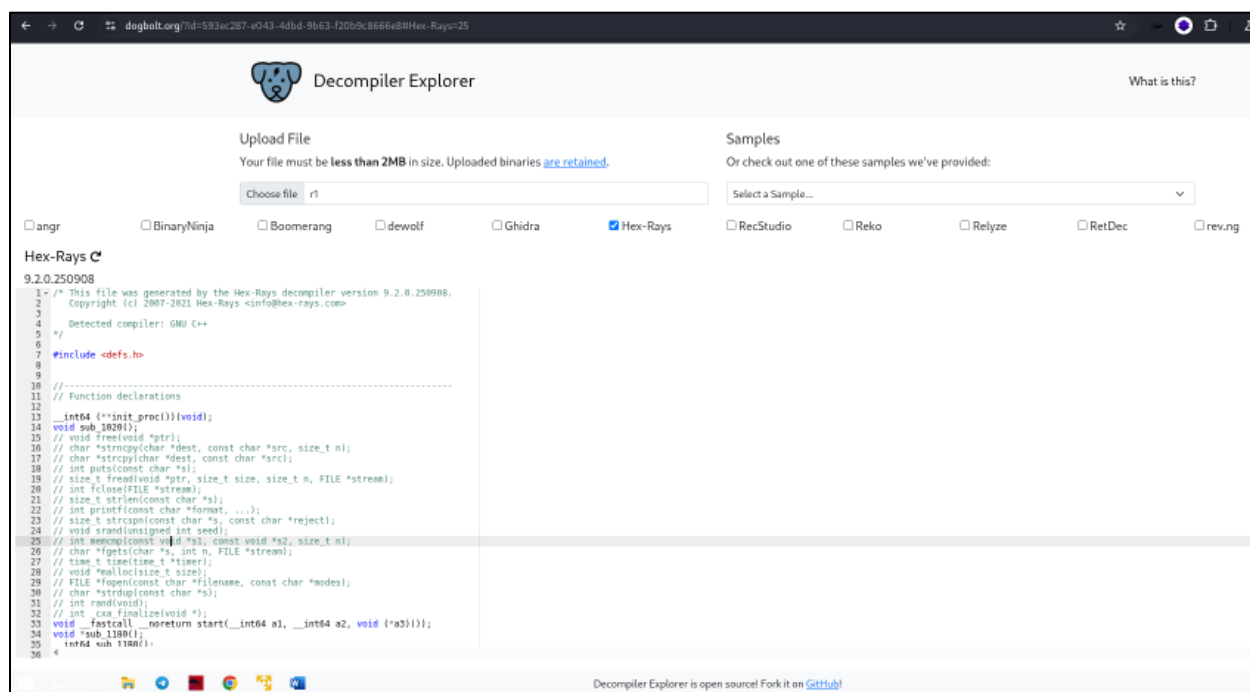 dogbolt.org/?id=593ec287-e043-4dbd-9b63-f20b9c8666e8#Hex-Rays=25
Decompiler Explorer
What is this?
Upload File
Samples
Your file must be less than 2MB in size. Uploaded binaries are retained.
Or check out one of these samples we've provided:
Choose file r1
Select a Sample...
angr BinaryNinja Boomerang dewolf Ghidra Hex-Rays RecStudio Reko Relyze RetDec rev.ng
Hex-Rays
9.2.0.250908
1 /* This file was generated by the Hex-Rays decompiler version 9.2.0.250908.
2 Copyright (c) 2007-2021 Hex-Rays <info@hex-rays.com>
3
4 Detected compiler: GNU C++
5 */
6
7 #include <defs.h>
8
9
10 //-------------------------------------------------------------------------
11 // Function declarations
12
13 __int64 (**init_proc())(void);
14 void sub_1020();
15 // void free(void *ptr);
16 // char *strncpy(char *dest, const char *src, size_t n);
17 // char *strcpy(char *dest, const char *src);
18 // int puts(const char *s);
19 // size_t fread(void *ptr, size_t size, size_t n, FILE *stream);
20 // int fclose(FILE *stream);
21 // size_t strlen(const char *s);
22 // int printf(const char *format, ...);
23 // size_t strcspn(const char *s, const char *reject);
24 // void srand(unsigned int seed);
25 // int memcmp(const void *s1, const void *s2, size_t n);
26 // char *fgets(char *s, int n, FILE *stream);
27 // time_t time(time_t *timer);
28 // void *malloc(size_t size);
29 // FILE *fopen(const char *filename, const char *modes);
30 // char *strdup(const char *s);
31 // int rand(void);
32 // int _cxa_finalize(void *);
33 void __fastcall __noreturn start(__int64 a1, __int64 a2, void (*a3)());
34 void *sub_1180();
35 __int64 sub_11B0();
36
Decompiler Explorer is open source! Fork it on GitHub!